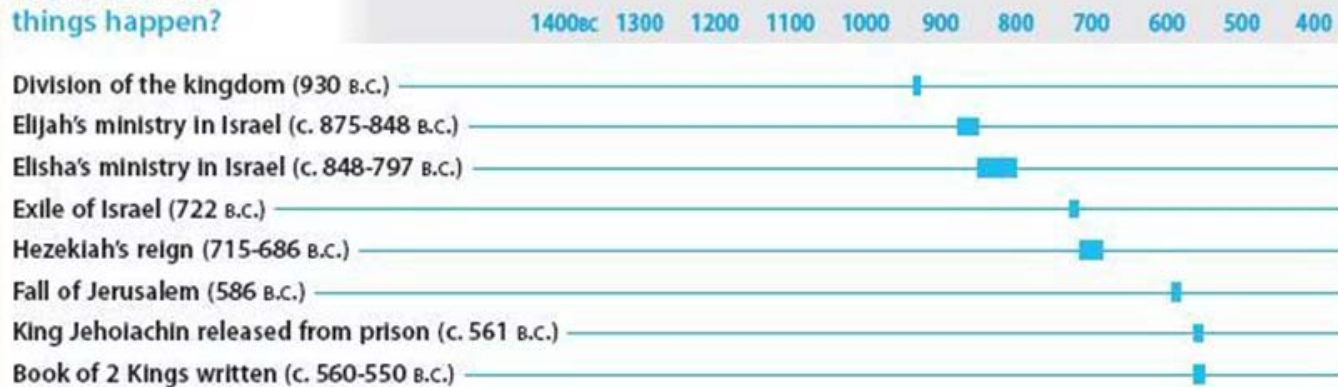 things happen? 1400BC 1300 1200 1100 1000 900 800 700 600 500 400
Division of the kingdom (930 B.C.)
Elijah's ministry in Israel (c. 875-848 B.C.)
Elisha's ministry in Israel (c. 848-797 B.C.)
Exile of Israel (722 B.C.)
Hezekiah's reign (715-686 B.C.)
Fall of Jerusalem (586 B.C.)
King Jehoiachin released from prison (c. 561 B.C.)
Book of 2 Kings written (c. 560-550 B.C.)